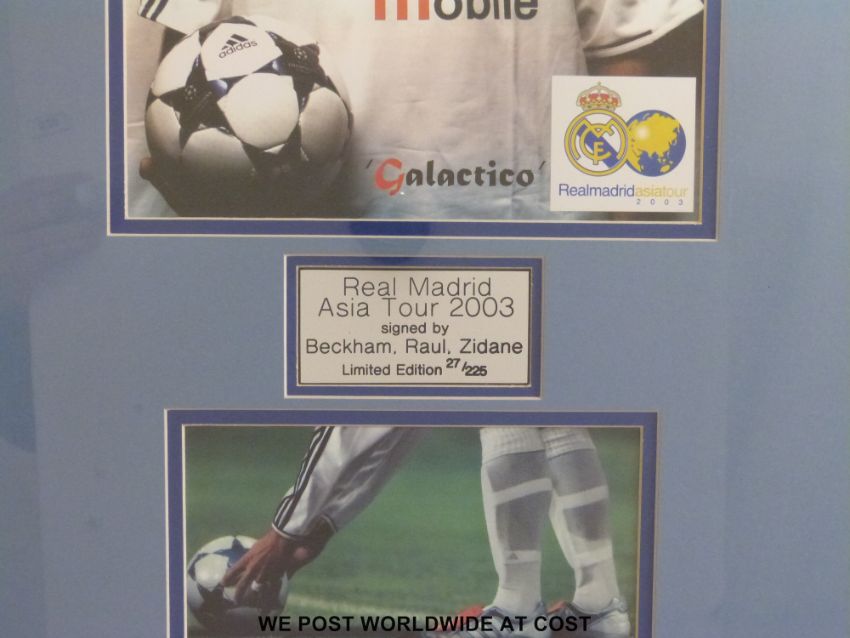 mobile
adidas
'Galactico'
Realmadridasiatour
2003
Real Madrid
Asia Tour 2003
signed by
Beckham, Raul, Zidane
Limited Edition 27/225
WE POST WORLDWIDE AT COST